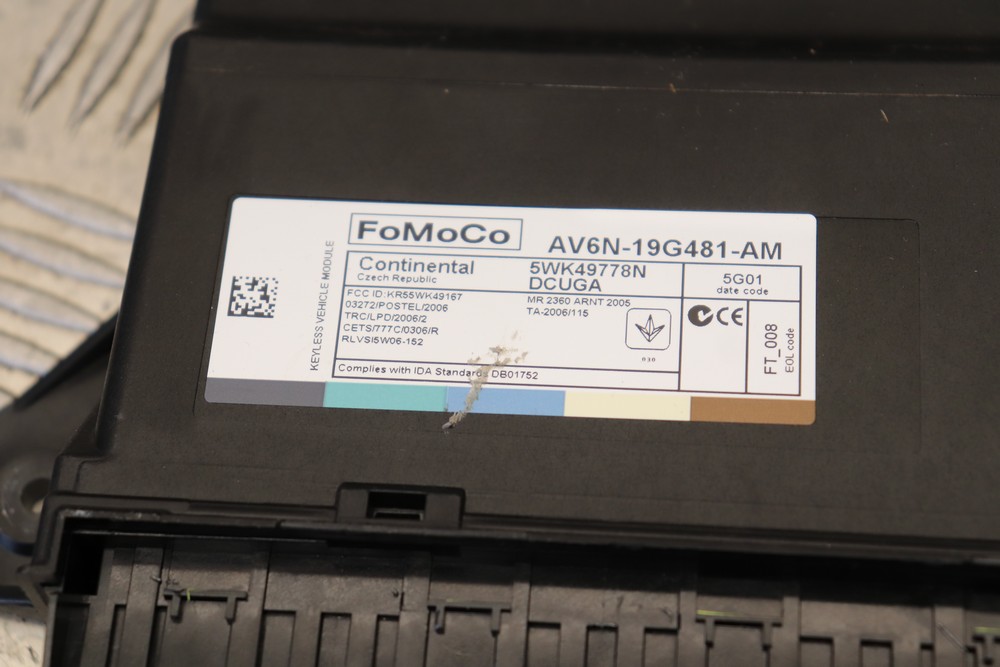 FoMoCo
AV6N-19G481-AM
KEYLESS VEHICLE MODULE
Continental
Czech Republic
5WK49778N
DCUGA
5G01
date code
FCC ID:KR55WK49167
03272/POSTEL/2006
TRC/LPD/2006/2
CETS/777C/0306/R
RLVSI5W06-152
MR 2360 ARNT 2005
TA-2006/115
030
CE
FT_008
EOL code
Complies with IDA Standards DB01752